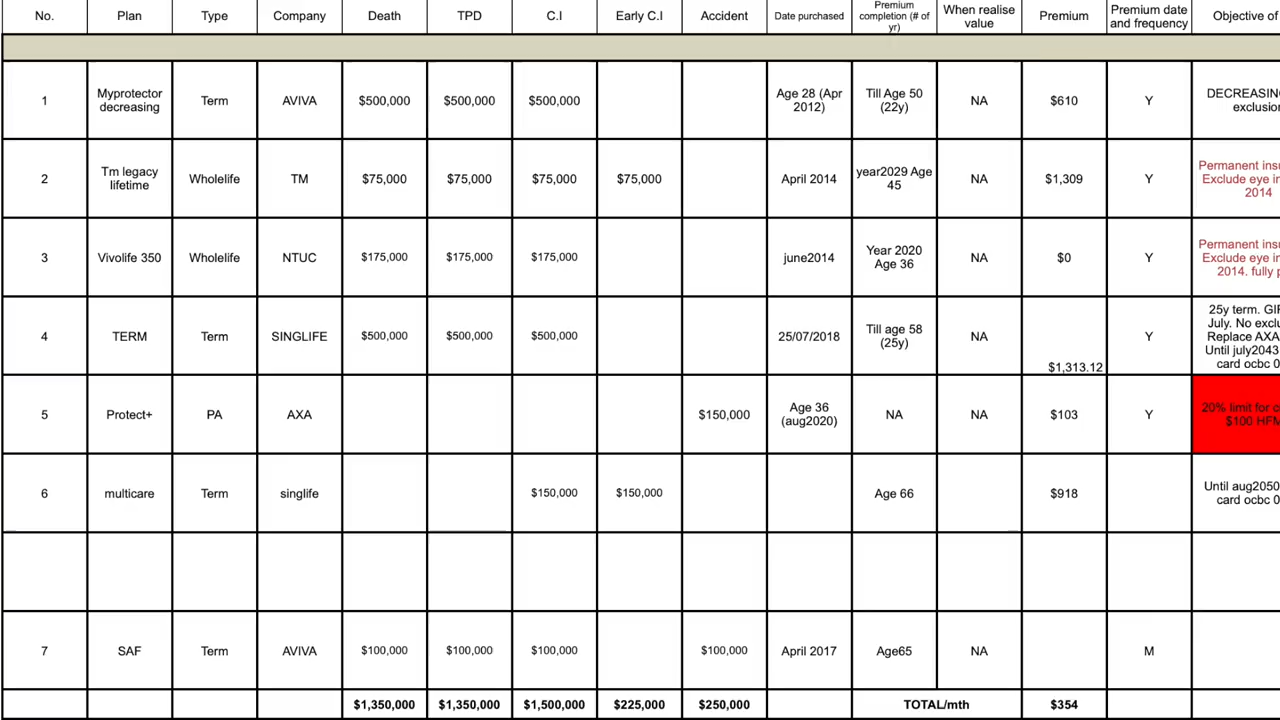 No. Plan Type Company Death TPD C.I Early C.I Accident Date purchased Premium completion (# of yr) When realise value Premium Premium date and frequency Objective of
1 Myprotector decreasing Term AVIVA $500,000 $500,000 $500,000 Age 28 (Apr 2012) Till Age 50 (22y) NA $610 Y DECREASING exclusion
2 Tm legacy lifetime Wholelife TM $75,000 $75,000 $75,000 $75,000 April 2014 year2029 Age 45 NA $1,309 Y Permanent insu Exclude eye in 2014
3 Vivolife 350 Wholelife NTUC $175,000 $175,000 $175,000 june2014 Year 2020 Age 36 NA $0 Y Permanent insu Exclude eye in 2014. fully p
4 TERM Term SINGLIFE $500,000 $500,000 $500,000 25/07/2018 Till age 58 (25y) NA $1,313.12 Y 25y term. GIR July. No exclu Replace AXA Until july2043 card ocbc 0
5 Protect+ PA AXA $150,000 Age 36 (aug2020) NA NA $103 Y 20% limit for c $100 HFM
6 multicare Term singlife $150,000 $150,000 Age 66 $918 Until aug2050 card ocbc 0
7 SAF Term AVIVA $100,000 $100,000 $100,000 $100,000 April 2017 Age65 NA M
$1,350,000 $1,350,000 $1,500,000 $225,000 $250,000 TOTAL/mth $354